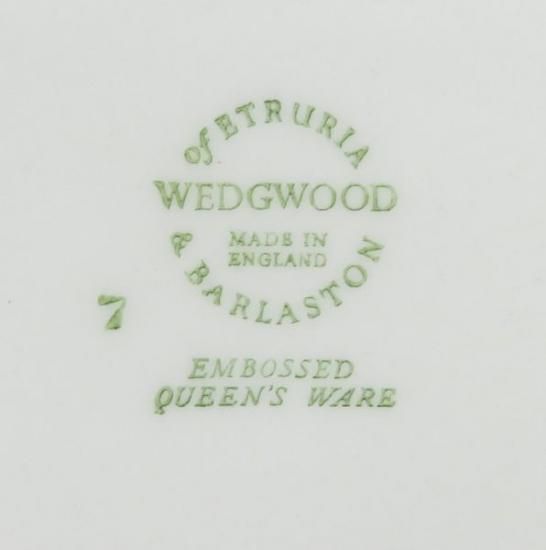 of ETRURIA
WEDGWOOD
MADE IN
ENGLAND
& BARLASTON
7
EMBOSSED
QUEEN'S WARE